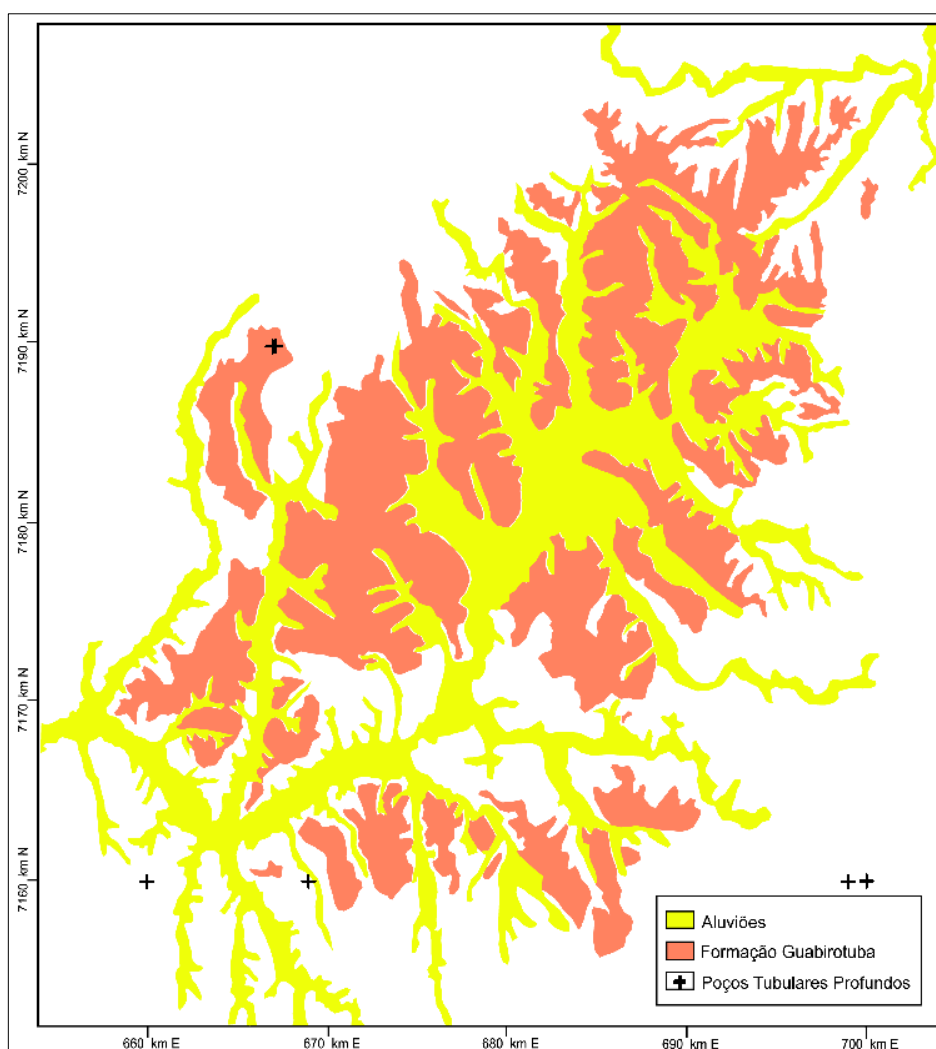 7200 km N
7190 km N
7180 km N
7170 km N
7160 km N
Aluviões
Formação Guabirotuba
Poços Tubulares Profundos
660 km E
670 km E
680 km E
690 km E
700 km E